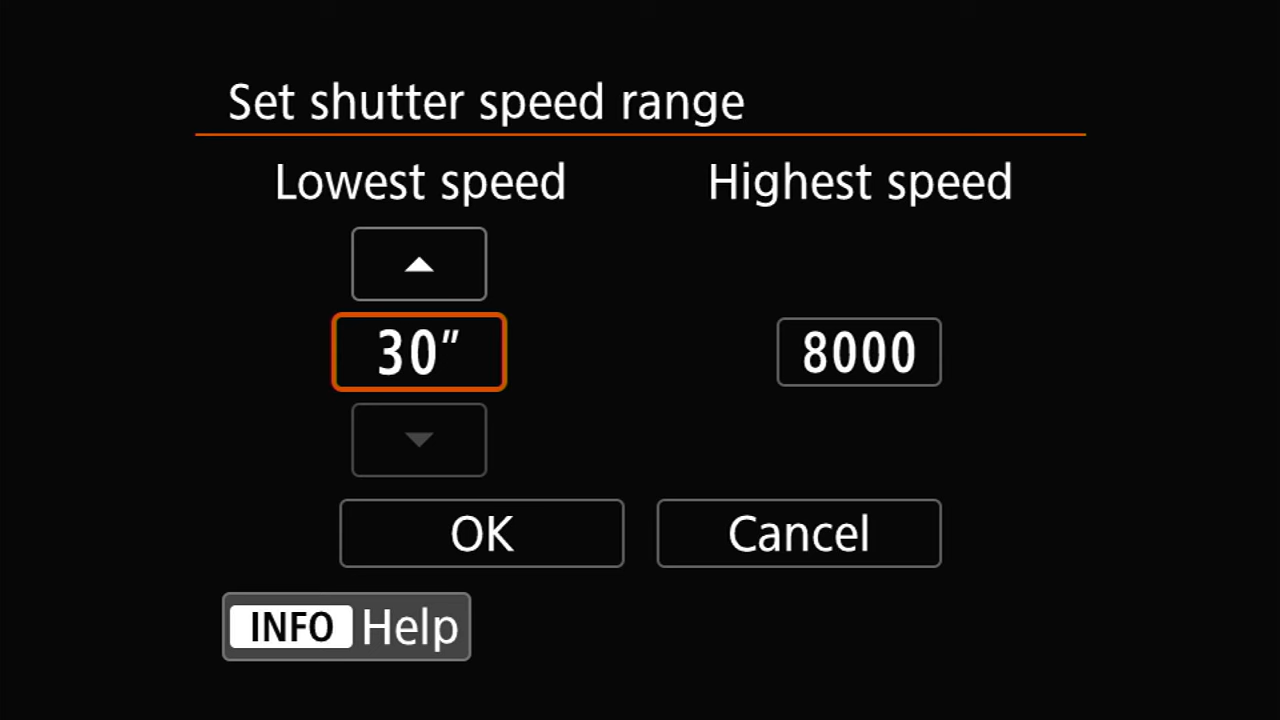 Set shutter speed range
Lowest speed Highest speed
30" 8000
OK Cancel
INFO Help